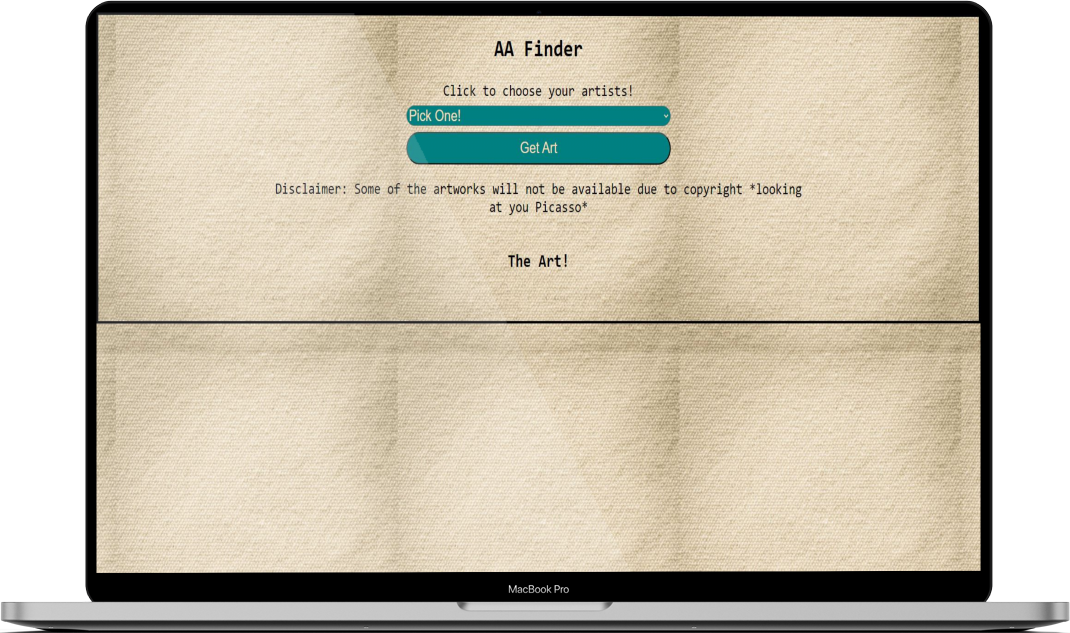 AA Finder
Click to choose your artists!
Pick One!
Get Art
Disclaimer: Some of the artworks will not be available due to copyright *looking
at you Picasso*
The Art!
MacBook Pro